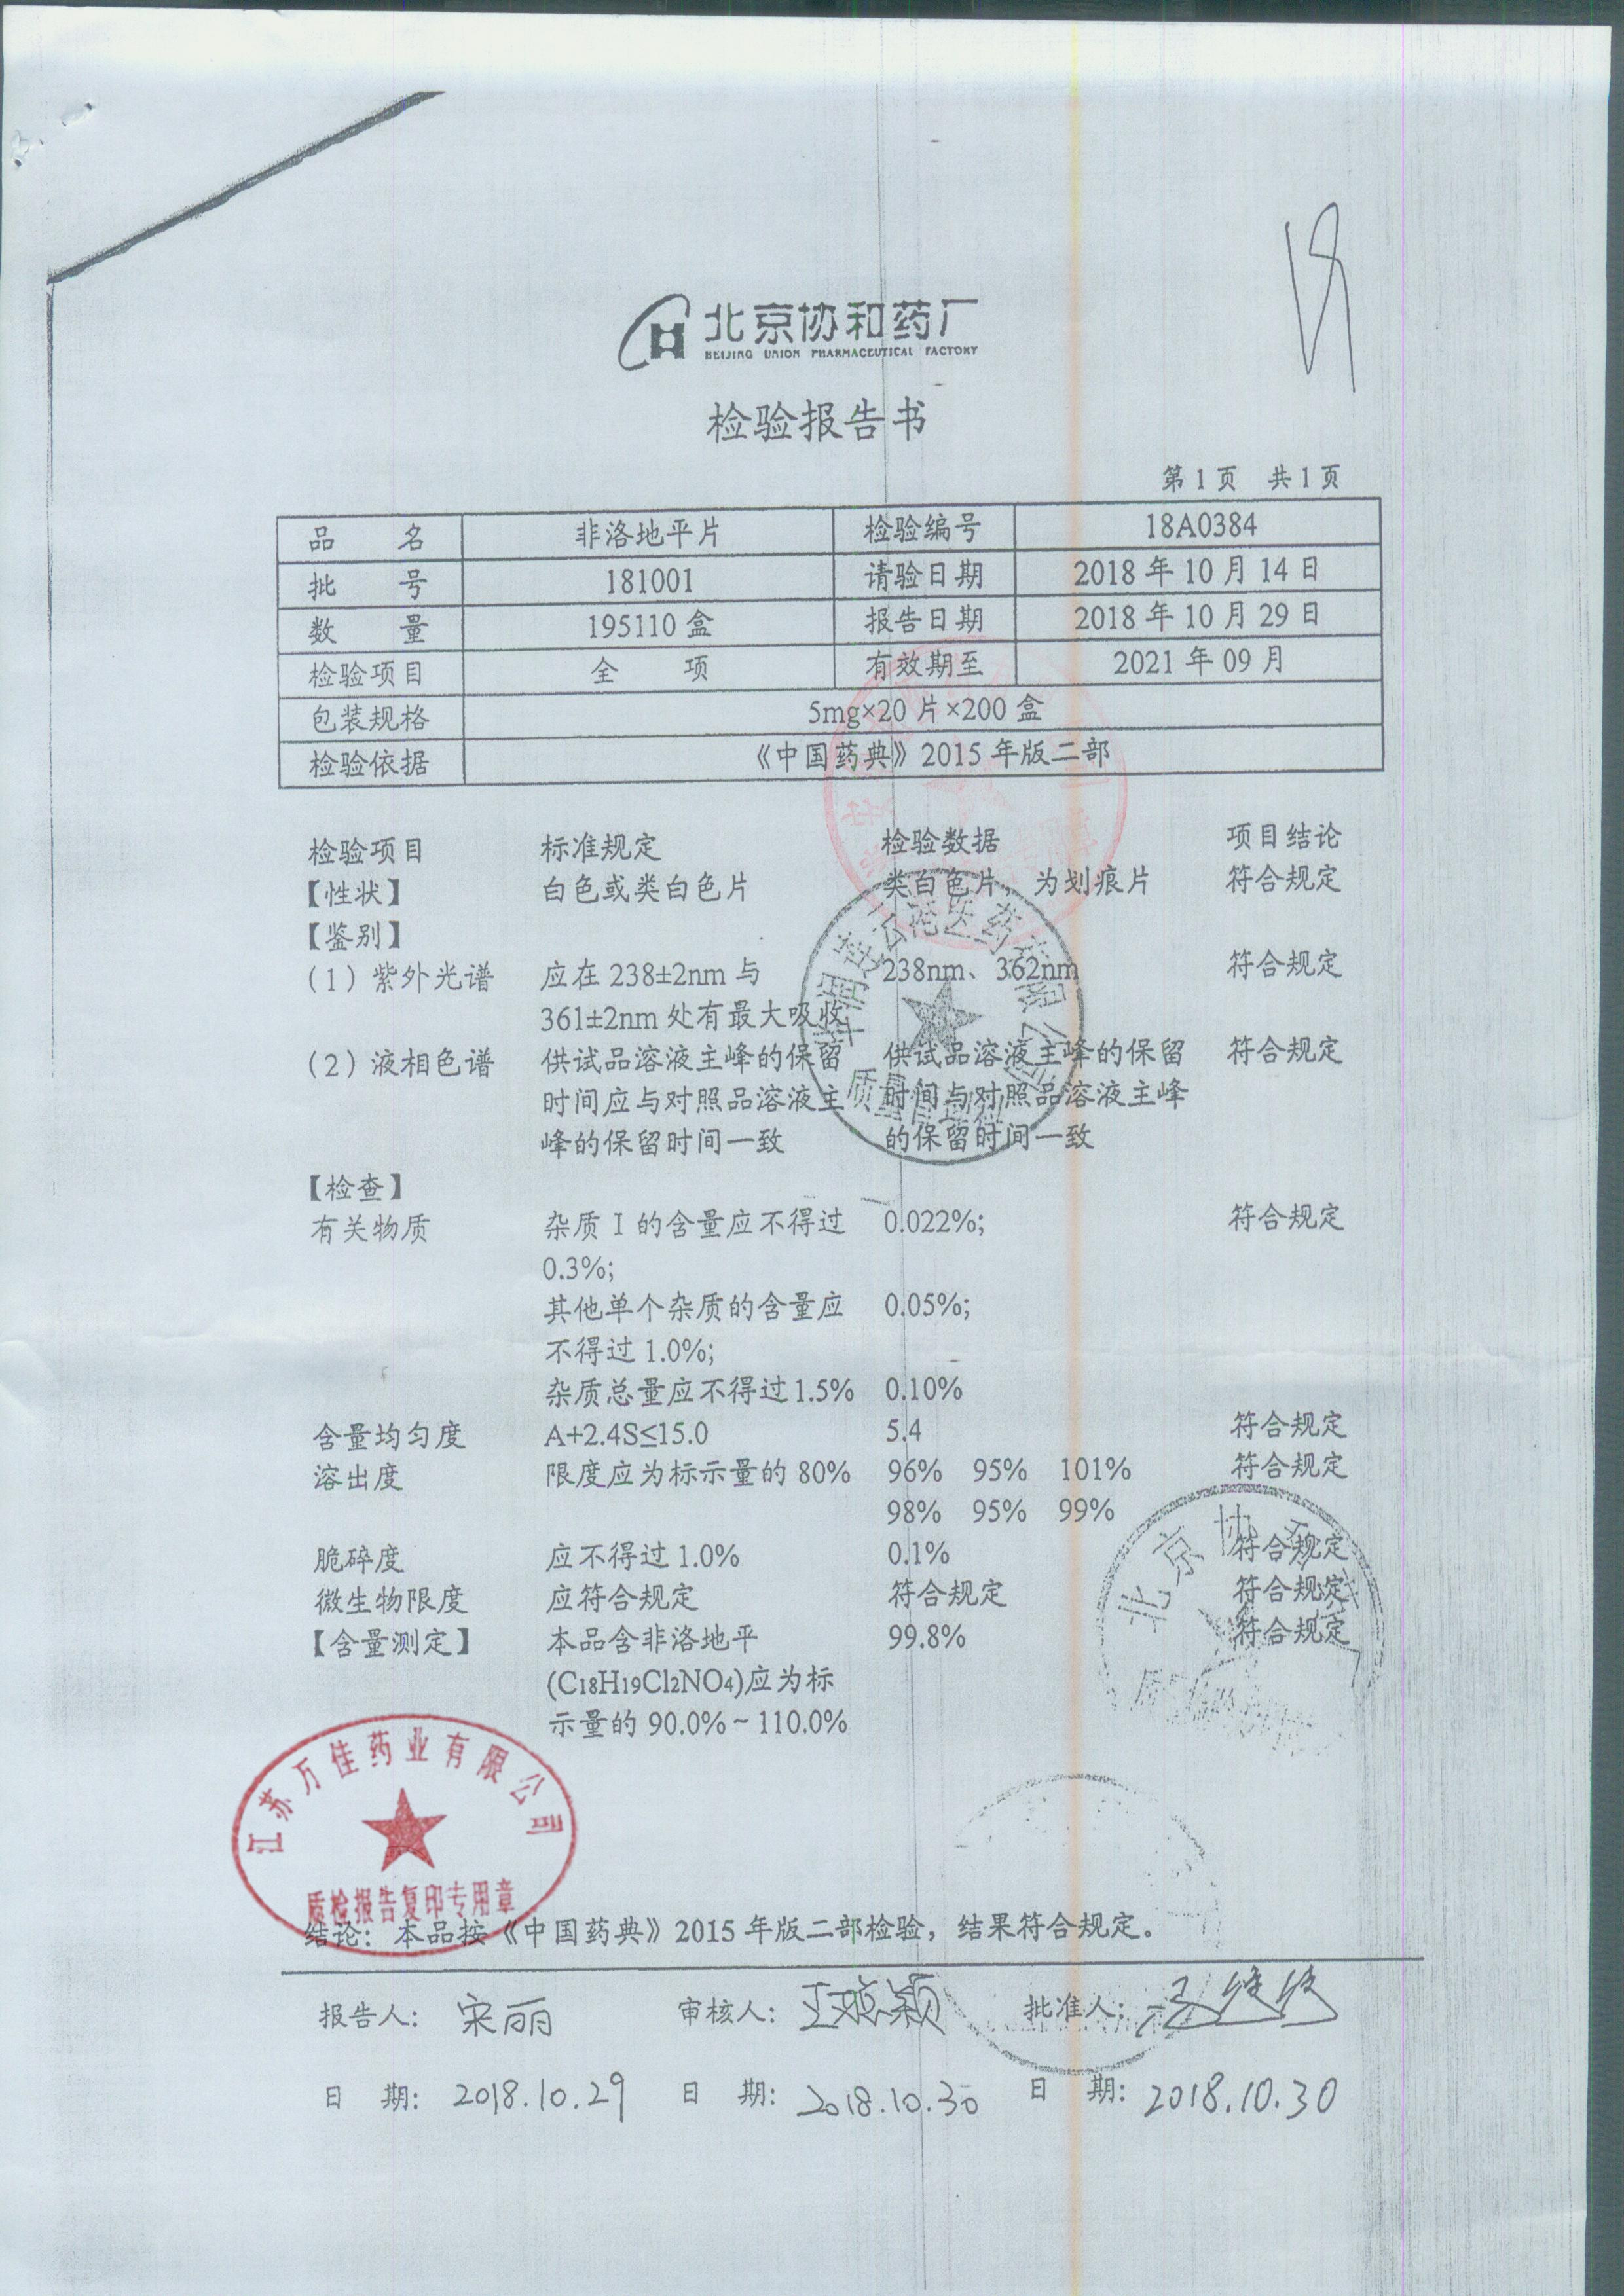 北京协和药厂
BEIJING UNION PHARMACEUTICAL FACTORY
检验报告书
第1页 共1页
品 名 非洛地平片 检验编号 18A0384
批 号 181001 请验日期 2018年10月14日
数 量 195110盒 报告日期 2018年10月29日
检验项目 全 项 有效期至 2021年09月
包装规格 5mg×20片×200盒
检验依据 《中国药典》2015年版二部
检验项目 标准规定 检验数据 项目结论
【性状】 白色或类白色片 类白色片，为划痕片 符合规定
【鉴别】
（1）紫外光谱 应在238±2nm与 238nm、362nm 符合规定
361±2nm处有最大吸收
（2）液相色谱 供试品溶液主峰的保留 供试品溶液主峰的保留 符合规定
时间应与对照品溶液主 时间与对照品溶液主峰
峰的保留时间一致 的保留时间一致
【检查】
有关物质 杂质Ⅰ的含量应不得过 0.022%; 符合规定
0.3%;
其他单个杂质的含量应 0.05%;
不得过1.0%;
杂质总量应不得过1.5% 0.10%
含量均匀度 A+2.4S≤15.0 5.4 符合规定
溶出度 限度应为标示量的80% 96% 95% 101% 符合规定
98% 95% 99%
脆碎度 应不得过1.0% 0.1% 符合规定
微生物限度 应符合规定 符合规定 符合规定
【含量测定】 本品含非洛地平 99.8% 符合规定
(C18H19Cl2NO4)应为标
示量的90.0%~110.0%
江苏万佳药业有限公司
质检报告复印专用章
结论：本品按《中国药典》2015年版二部检验，结果符合规定。
报告人：宋丽 审核人： 批准人：
日 期：2018.10.29 日 期：2018.10.30 日 期：2018.10.30